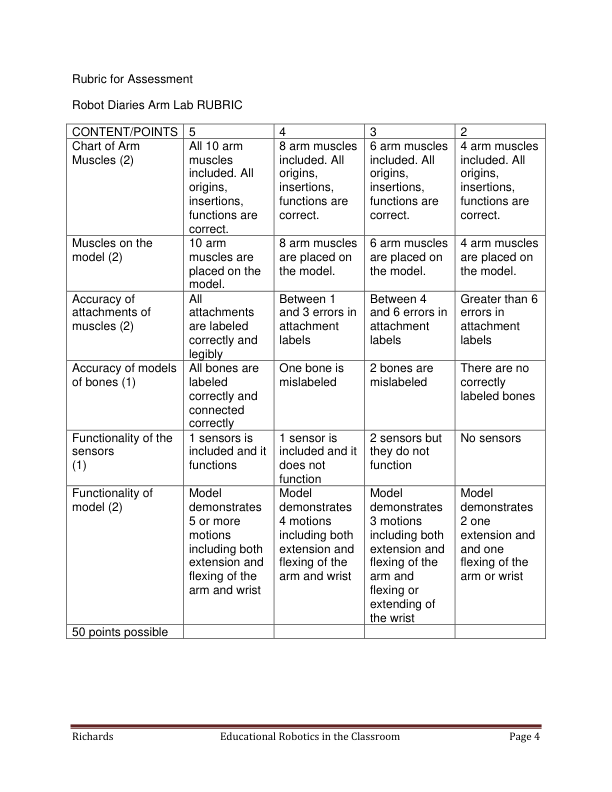 Rubric for Assessment
Robot Diaries Arm Lab RUBRIC
CONTENT/POINTS 5 4 3 2
Chart of Arm
Muscles (2)
All 10 arm
muscles
included. All
origins,
insertions,
functions are
correct.
8 arm muscles
included. All
origins,
insertions,
functions are
correct.
6 arm muscles
included. All
origins,
insertions,
functions are
correct.
4 arm muscles
included. All
origins,
insertions,
functions are
correct.
Muscles on the
model (2)
10 arm
muscles are
placed on the
model.
8 arm muscles
are placed on
the model.
6 arm muscles
are placed on
the model.
4 arm muscles
are placed on
the model.
Accuracy of
attachments of
muscles (2)
All
attachments
are labeled
correctly and
legibly
Between 1
and 3 errors in
attachment
labels
Between 4
and 6 errors in
attachment
labels
Greater than 6
errors in
attachment
labels
Accuracy of models
of bones (1)
All bones are
labeled
correctly and
connected
correctly
One bone is
mislabeled
2 bones are
mislabeled
There are no
correctly
labeled bones
Functionality of the
sensors
(1)
1 sensors is
included and it
functions
1 sensor is
included and it
does not
function
2 sensors but
they do not
function
No sensors
Functionality of
model (2)
Model
demonstrates
5 or more
motions
including both
extension and
flexing of the
arm and wrist
Model
demonstrates
4 motions
including both
extension and
flexing of the
arm and wrist
Model
demonstrates
3 motions
including both
extension and
flexing of the
arm and
flexing or
extending of
the wrist
Model
demonstrates
2 one
extension and
and one
flexing of the
arm or wrist
50 points possible
Richards Educational Robotics in the Classroom Page 4